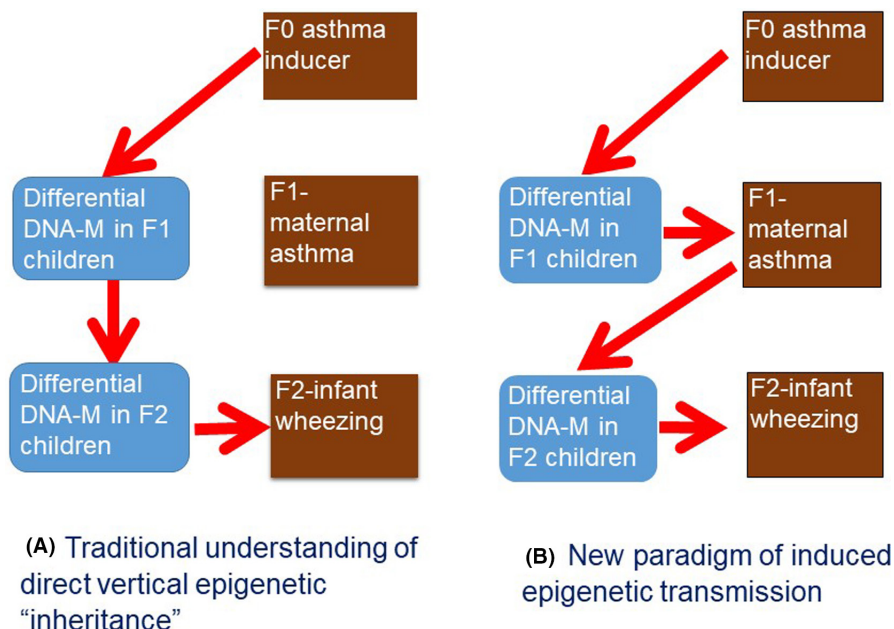 F0 asthma
inducer
Differential
DNA-M in F1
children
F1-
maternal
asthma
Differential
DNA-M in F2
children
F2-infant
wheezing
(A) Traditional understanding of
direct vertical epigenetic
“inheritance”
F0 asthma
inducer
Differential
DNA-M in
F1 children
F1-
maternal
asthma
Differential
DNA-M in
F2 children
F2-infant
wheezing
(B) New paradigm of induced
epigenetic transmission